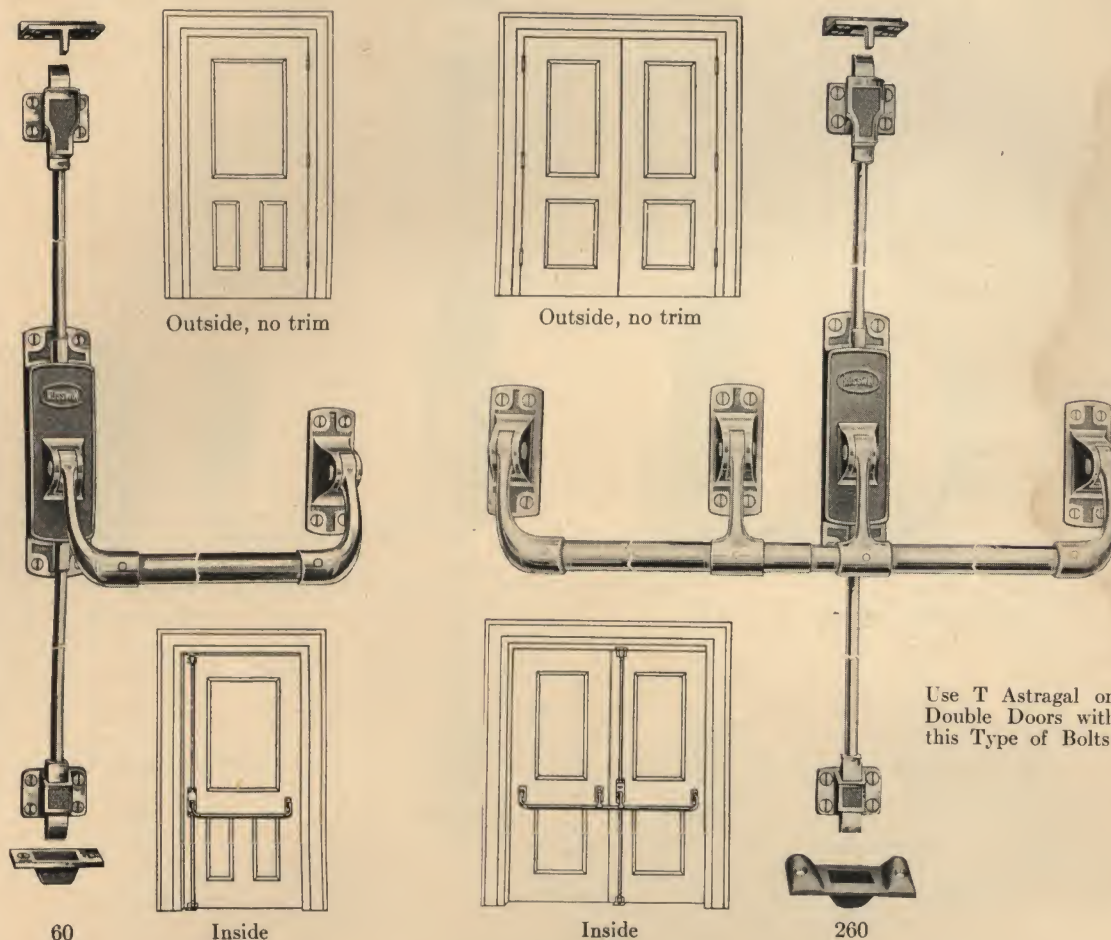 Outside, no trim
Outside, no trim
Use T Astragal on
Double Doors with
this Type of Bolts
60
Inside
Inside
260